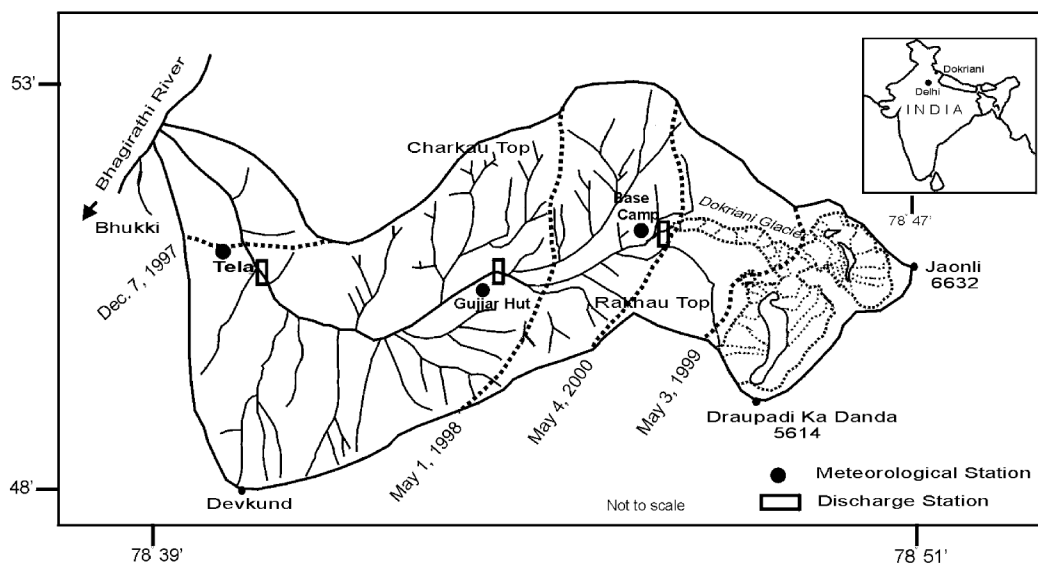 53'
Bhagirathi River
Bhukki
Charkau Top
Base
Camp
Dokriani Glacier
Dokriani
Delhi
INDIA
78° 47'
Jaonli
6632
Dec. 7, 1997
Tela
Gujjar Hut
Rakhau Top
May 1, 1998
May 4, 2000
May 3, 1999
Draupadi Ka Danda
5614
48'
Devkund
Not to scale
Meteorological Station
Discharge Station
78° 39'
78° 51'